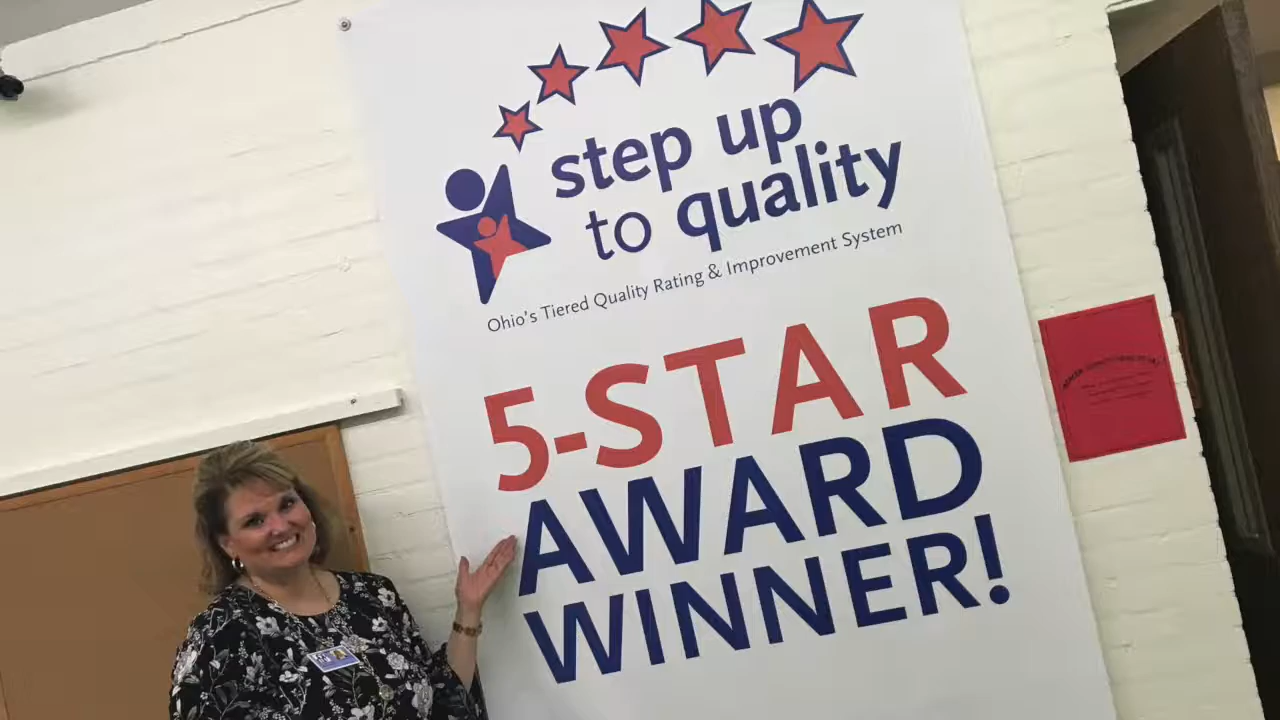 step up
to quality
Ohio's Tiered Quality Rating & Improvement System
5-STAR
AWARD
WINNER!